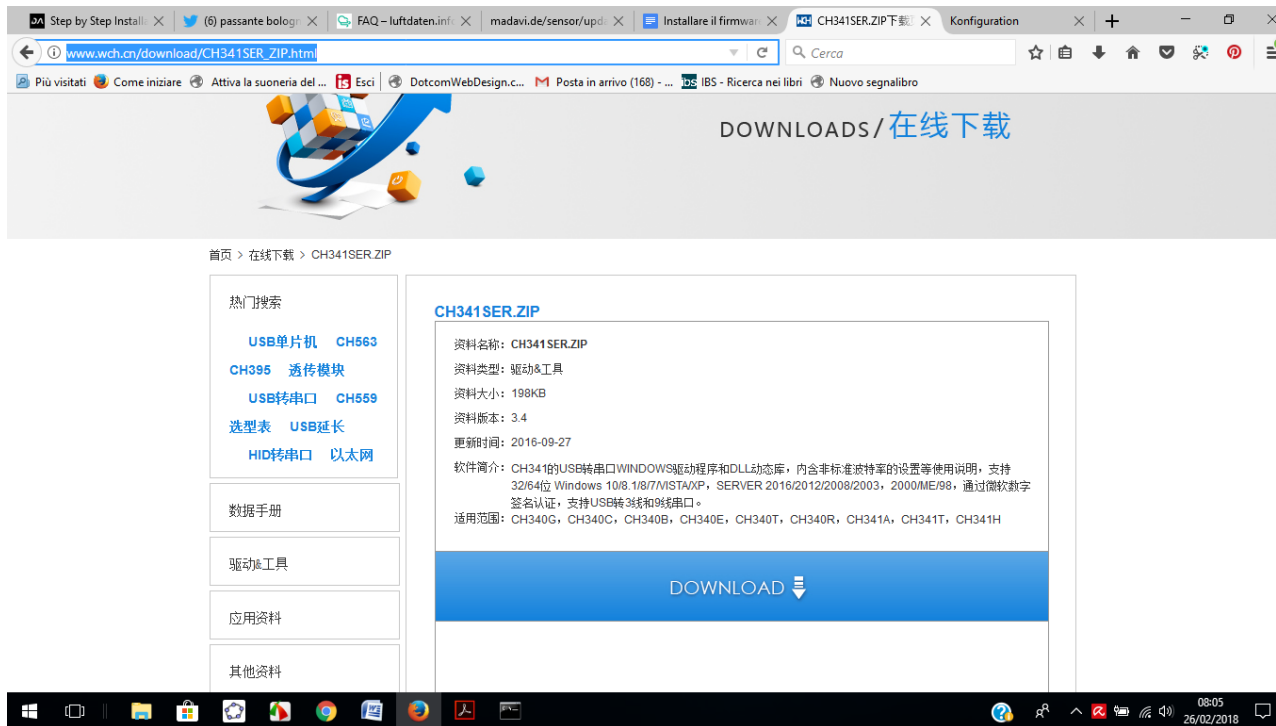 Step by Step Install
(6) passante bologn
FAQ – luftdaten.info
madavi.de/sensor/upd
Installare il firmwar
CH341SER.ZIP下载
Konfiguration
www.wch.cn/download/CH341SER_ZIP.html
Cerca
Più visitati
Come iniziare
Attiva la suoneria del ...
Esci
DotcomWebDesign.c...
Posta in arrivo (168) - ...
ibs
IBS - Ricerca nei libri
Nuovo segnalibro
DOWNLOADS/在线下载
首页 > 在线下载 > CH341SER.ZIP
热门搜索
USB单片机 CH563
CH395 透传模块
USB转串口 CH559
选型表 USB延长
HID转串口 以太网
数据手册
驱动&工具
应用资料
其他资料
CH341SER.ZIP
资料名称：CH341SER.ZIP
资料类型：驱动&工具
资料大小：198KB
资料版本：3.4
更新时间：2016-09-27
软件简介：CH341的USB转串口WINDOWS驱动程序和DLL动态库，内含非标准波特率的设置等使用说明，支持
32/64位 Windows 10/8.1/8/7/VISTA/XP，SERVER 2016/2012/2008/2003，2000/ME/98，通过微软数字
签名认证，支持USB转3线和9线串口。
适用范围：CH340G，CH340C，CH340B，CH340E，CH340T，CH340R，CH341A，CH341T，CH341H
DOWNLOAD
08:05
26/02/2018